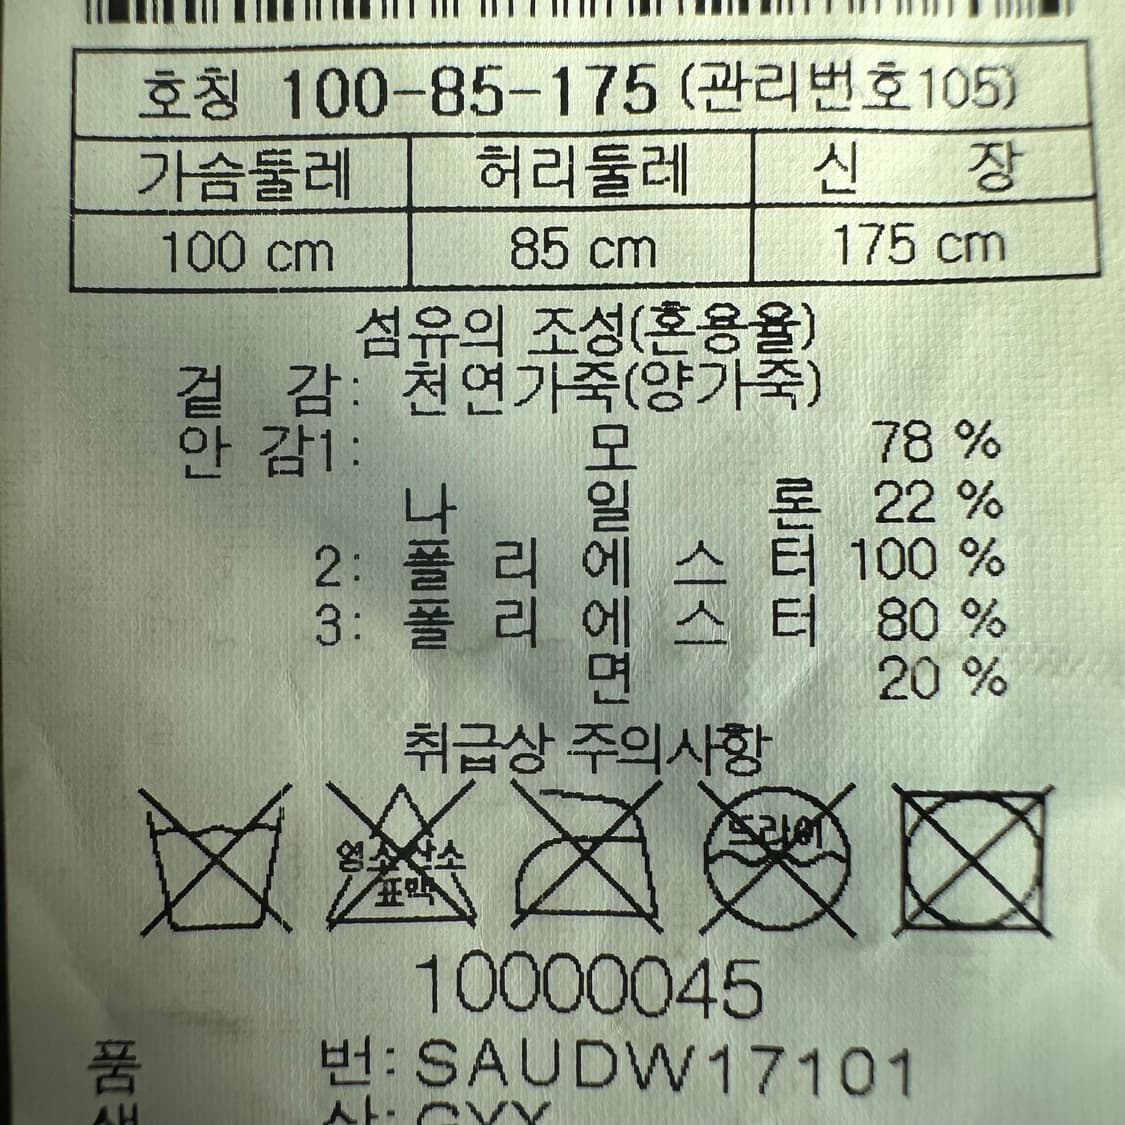 호칭 100-85-175 (관리번호105)
가슴둘레 허리둘레 신 장
100 cm 85 cm 175 cm
섬유의 조성(혼용율)
겉 감: 천연가죽(양가죽)
안 감1: 모 78 %
나 일 론 22 %
2: 폴 리 에 스 터 100 %
3: 폴 리 에 스 터 80 %
면 20 %
취급상 주의사항
염소산소 드라이
표백
10000045
품 번: SAUDW17101
색 상: